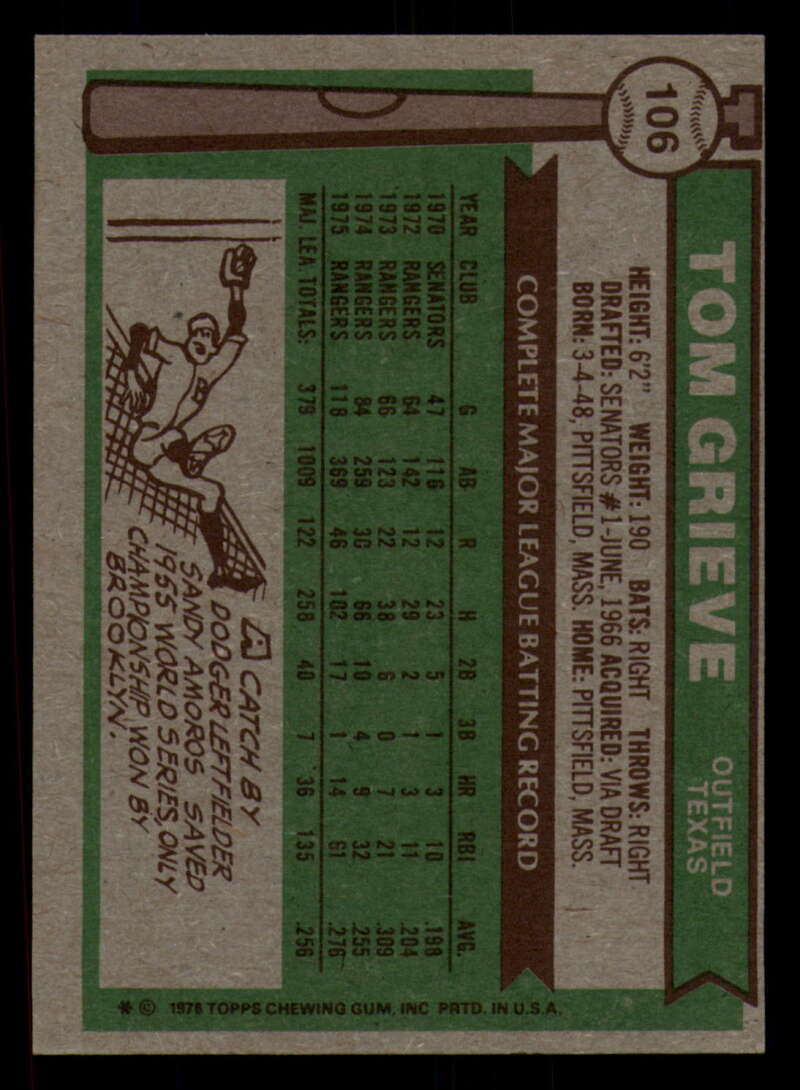 106
TOM GRIEVE
OUTFIELD
TEXAS
HEIGHT: 6'2" WEIGHT: 190 BATS: RIGHT THROWS: RIGHT
DRAFTED: SENATORS #1-JUNE, 1966 ACQUIRED: VIA DRAFT
BORN: 3-4-48, PITTSFIELD, MASS. HOME: PITTSFIELD, MASS.
COMPLETE MAJOR LEAGUE BATTING RECORD
YEAR CLUB G AB R H 2B 3B HR RBI AVG.
1970 SENATORS 47 116 12 23 5 1 3 10 .198
1972 RANGERS 64 142 12 29 2 1 3 11 .204
1973 RANGERS 66 123 22 38 6 0 7 21 .309
1974 RANGERS 84 259 30 66 10 4 9 32 .255
1975 RANGERS 118 369 46 102 17 1 14 61 .276
MAJ. LEA TOTALS: 379 1009 122 258 40 7 36 135 .256
A CATCH BY
DODGER LEFTFIELDER
SANDY AMOROS SAVED
1955 WORLD SERIES, ONLY
CHAMPIONSHIP WON BY
BROOKLYN.
B
* © 1976 TOPPS CHEWING GUM, INC PRTD. IN U.S.A.